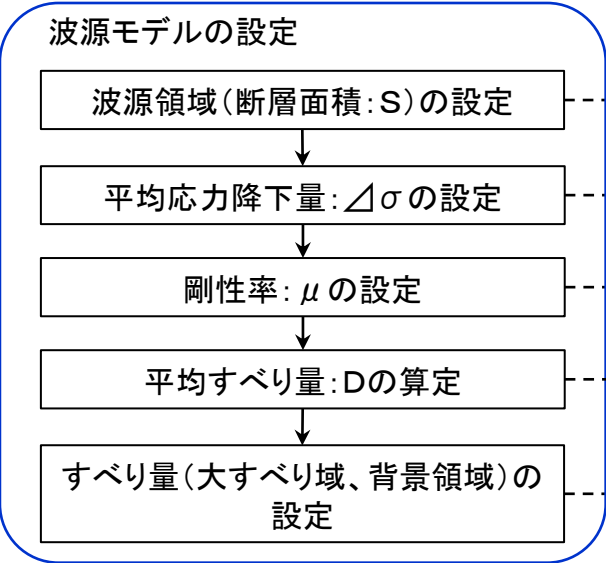 波源モデルの設定
波源領域(断層面積:S)の設定
平均応力降下量:⊿σの設定
剛性率:μの設定
平均すべり量:Dの算定
すべり量(大すべり域、背景領域)の
設定